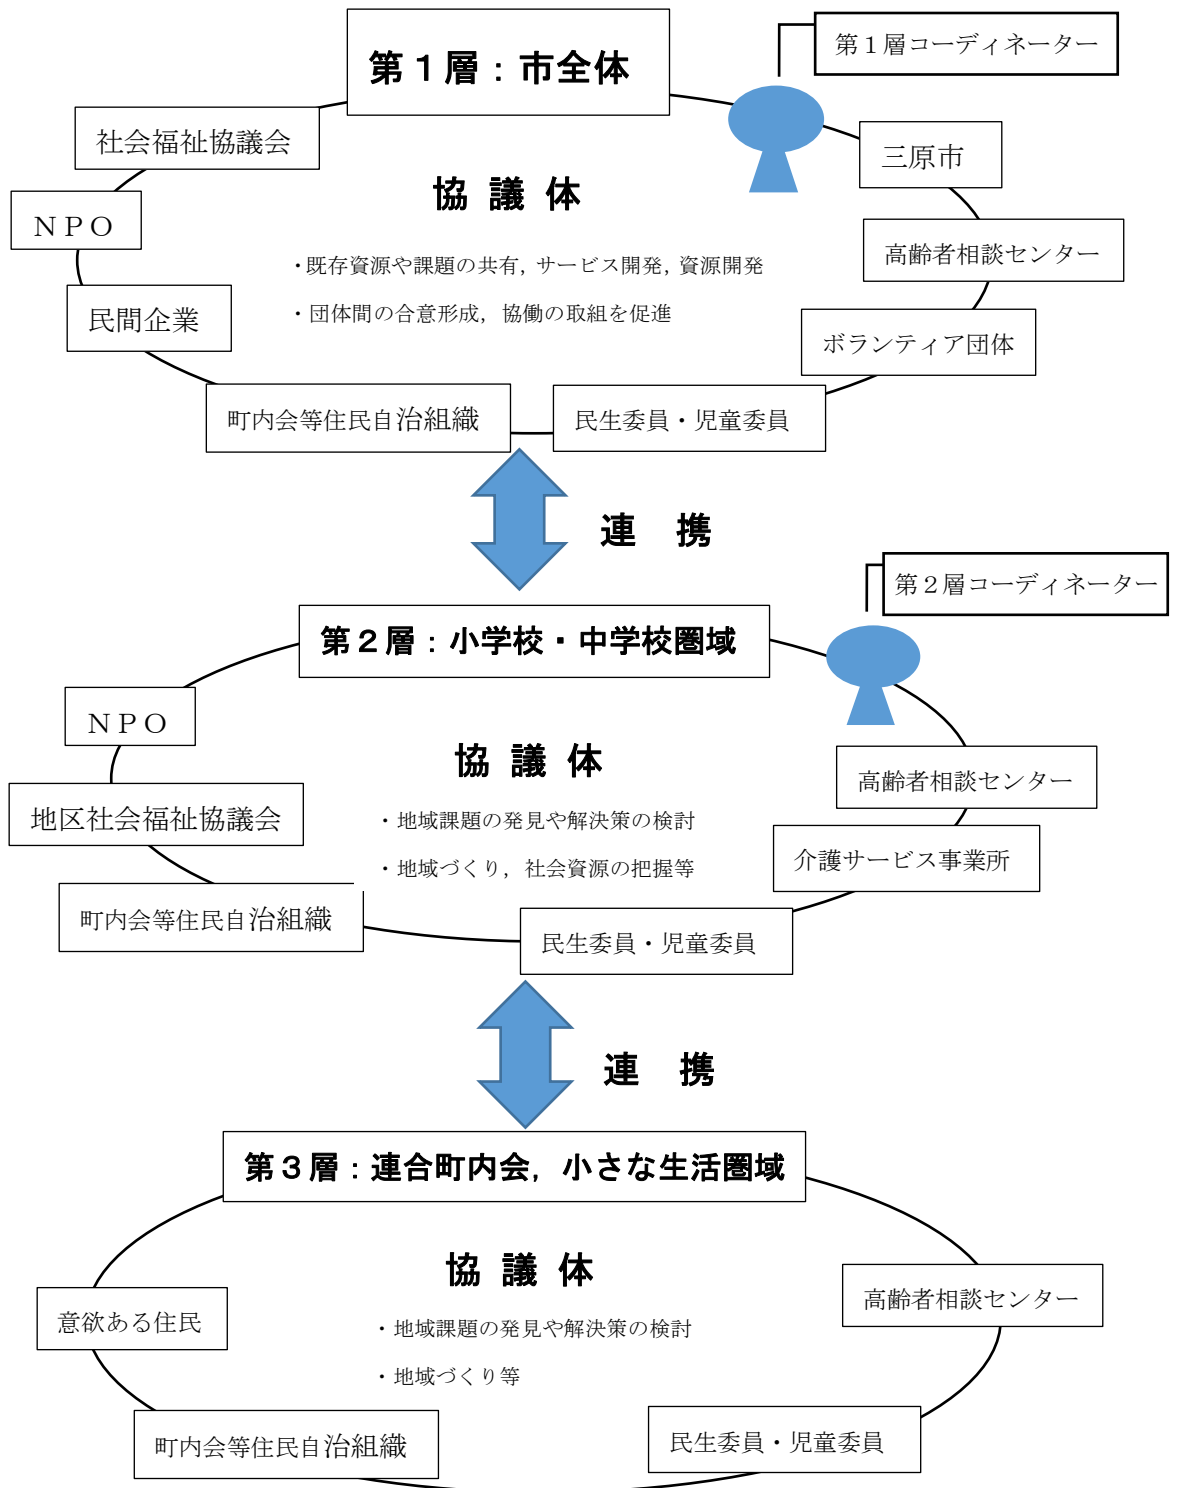 第１層コーディネーター
第１層：市全体
社会福祉協議会
三原市
ＮＰＯ
協議体
高齢者相談センター
・既存資源や課題の共有，サービス開発，資源開発
民間企業
・団体間の合意形成，協働の取組を促進
ボランティア団体
町内会等住民自治組織
民生委員・児童委員
連　携
第２層コーディネーター
第２層：小学校・中学校圏域
ＮＰＯ
協議体
高齢者相談センター
地区社会福祉協議会
・地域課題の発見や解決策の検討
介護サービス事業所
・地域づくり，社会資源の把握等
町内会等住民自治組織
民生委員・児童委員
連　携
第３層：連合町内会，小さな生活圏域
協議体
高齢者相談センター
意欲ある住民
・地域課題の発見や解決策の検討
・地域づくり等
町内会等住民自治組織
民生委員・児童委員